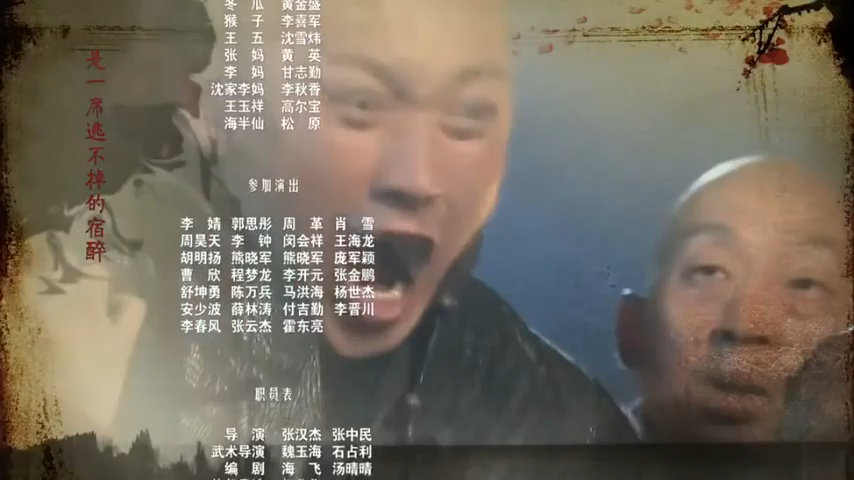 是一席逃不掉的宿醉
冬 瓜 黄金盛
猴 子 李喜军
王 五 沈雪炜
张 妈 黄 英
李 妈 甘志勤
沈家李妈 李秋香
王玉祥 高尔宝
海半仙 松 原
参加演出
李 婧 郭思彤 周 革 肖 雪
周昊天 李 钟 闵会祥 王海龙
胡明扬 熊晓军 熊晓军 庞军颖
曹 欣 程梦龙 李开元 张金鹏
舒坤勇 陈万兵 马洪海 杨世杰
安少波 薛林涛 付吉勤 李晋川
李春风 张云杰 霍东亮
职员表
导 演 张汉杰 张中民
武术导演 魏玉海 石占利
编 剧 海 飞 汤晴晴